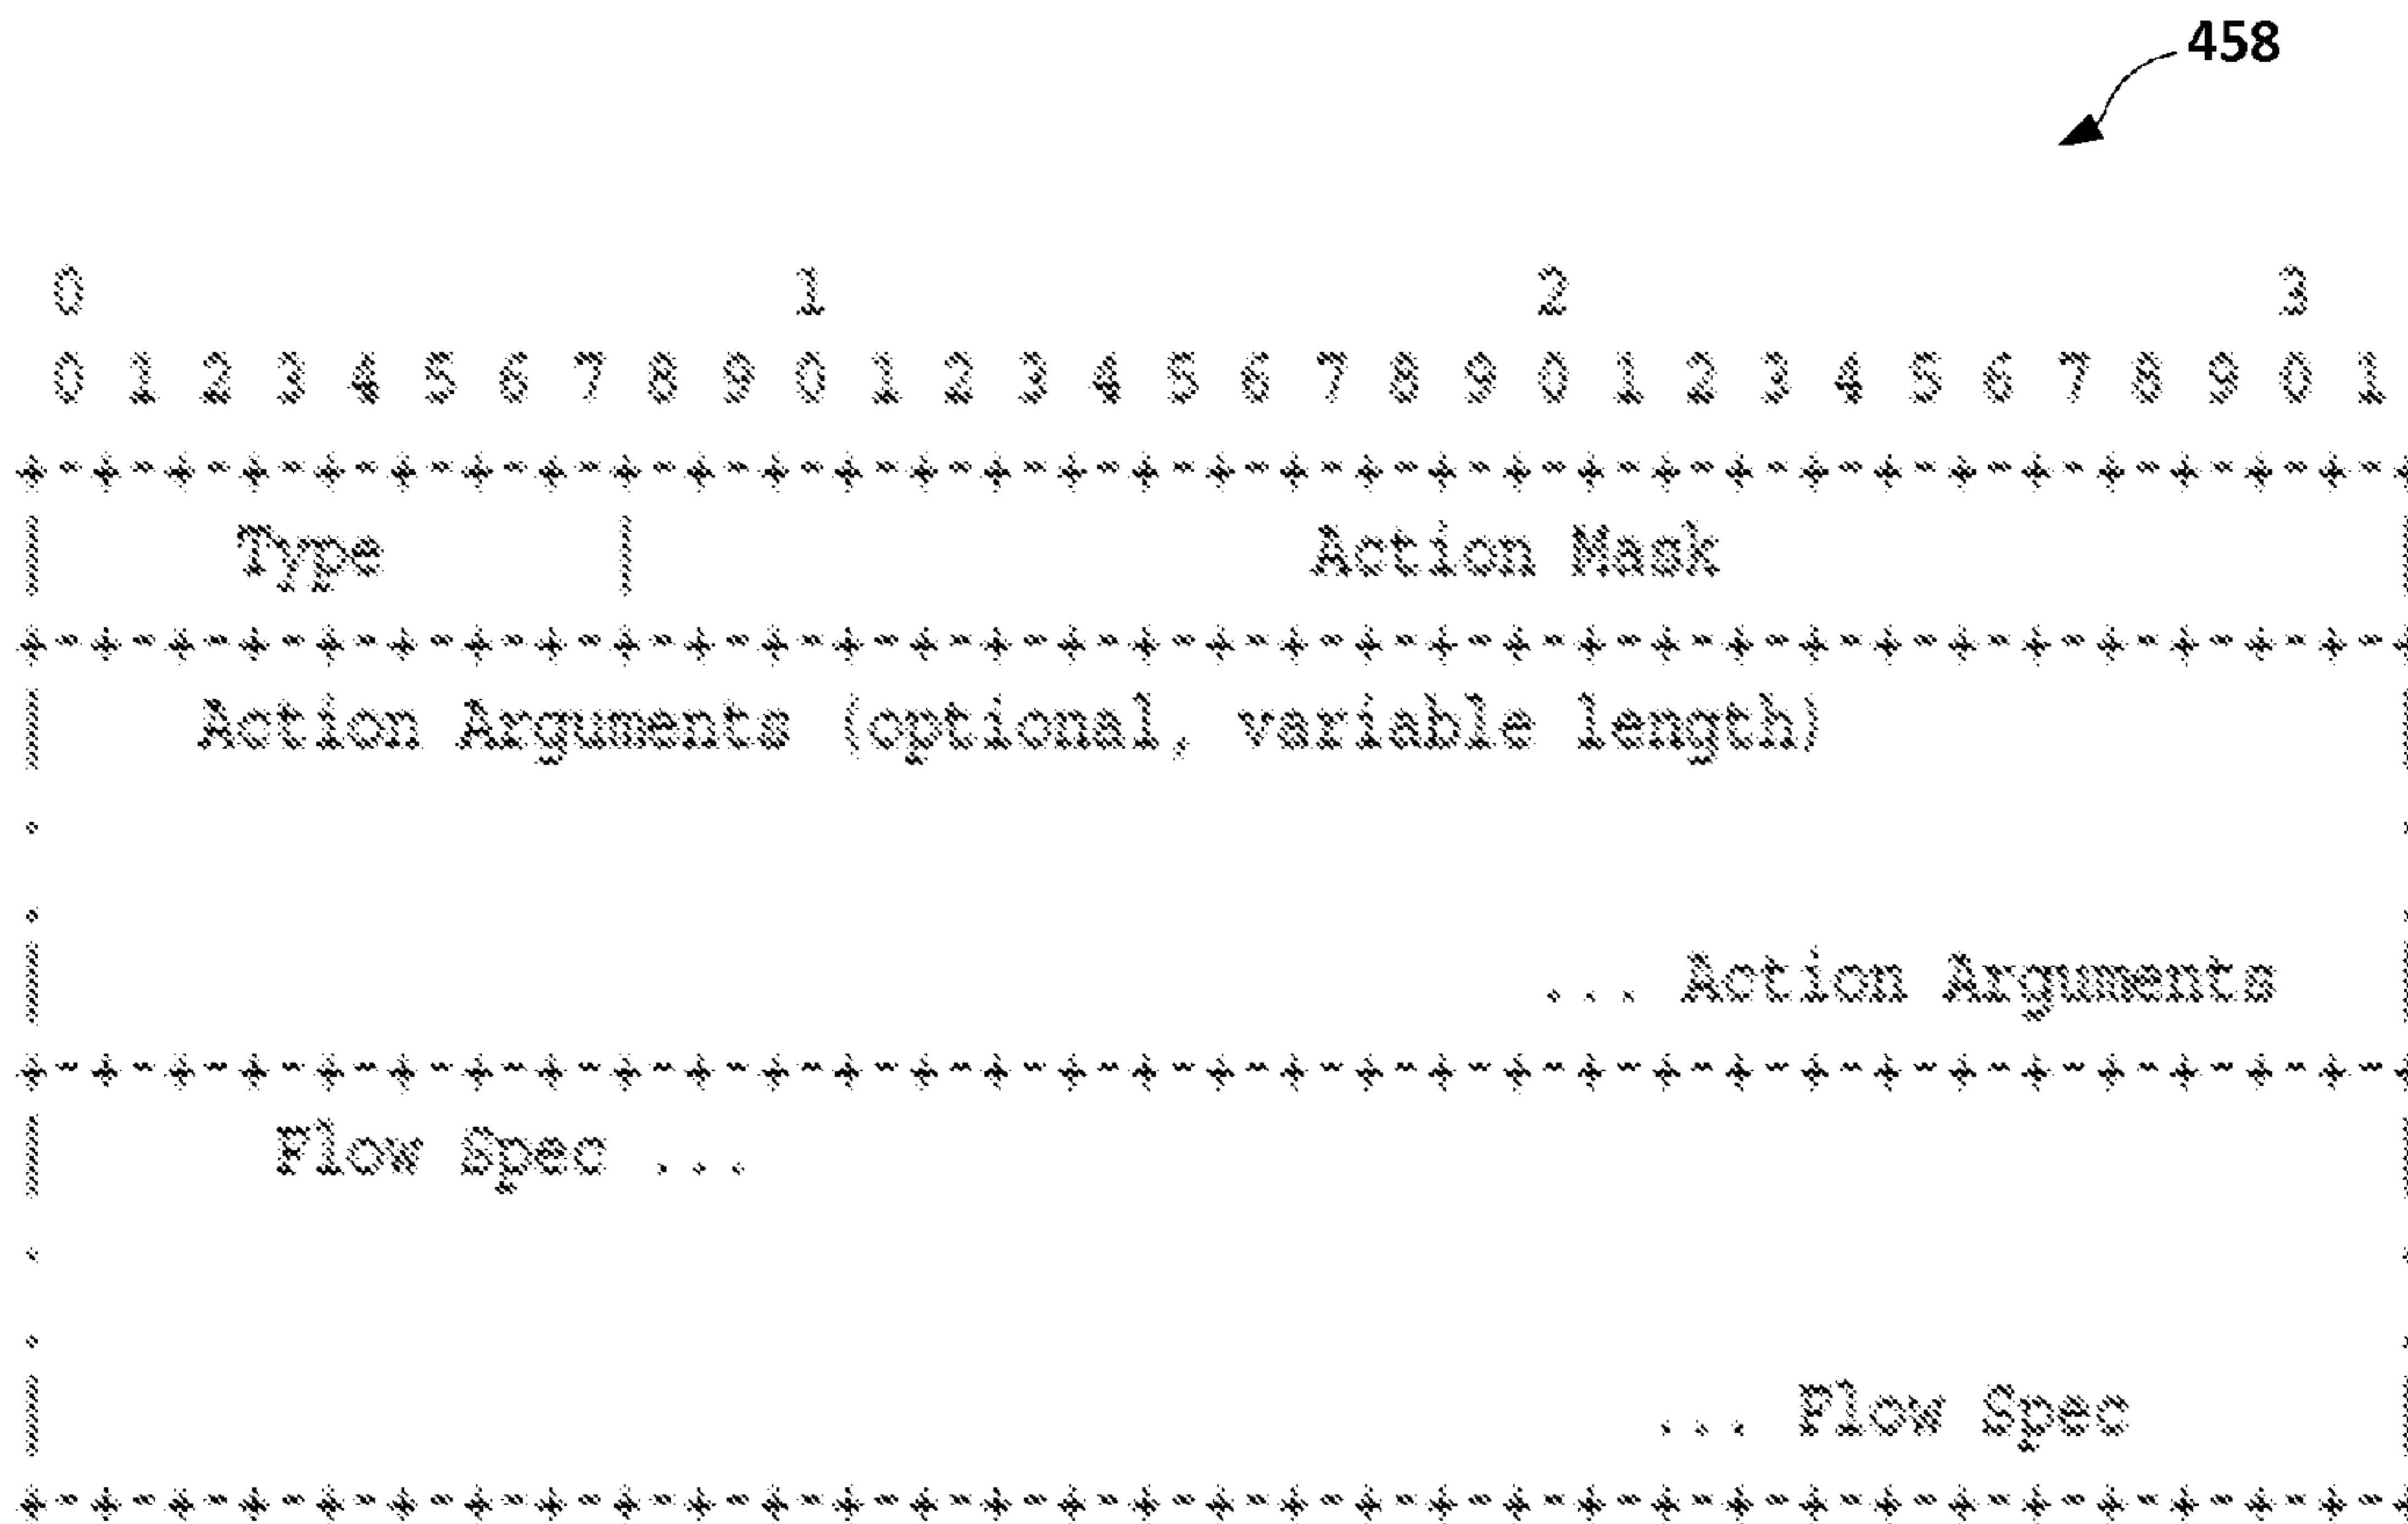 458
0 1 2 3
0 1 2 3 4 5 6 7 8 9 0 1 2 3 4 5 6 7 8 9 0 1 2 3 4 5 6 7 8 9 0 1
+-+-+-+-+-+-+-+-+-+-+-+-+-+-+-+-+-+-+-+-+-+-+-+-+-+-+-+-+-+-+-+-+
| Type | Action Mask |
+-+-+-+-+-+-+-+-+-+-+-+-+-+-+-+-+-+-+-+-+-+-+-+-+-+-+-+-+-+-+-+-+
| Action Arguments (optional, variable length) |
. .
. .
| ... Action Arguments |
+-+-+-+-+-+-+-+-+-+-+-+-+-+-+-+-+-+-+-+-+-+-+-+-+-+-+-+-+-+-+-+-+
| Flow Spec ... |
. .
. .
| ... Flow Spec |
+-+-+-+-+-+-+-+-+-+-+-+-+-+-+-+-+-+-+-+-+-+-+-+-+-+-+-+-+-+-+-+-+